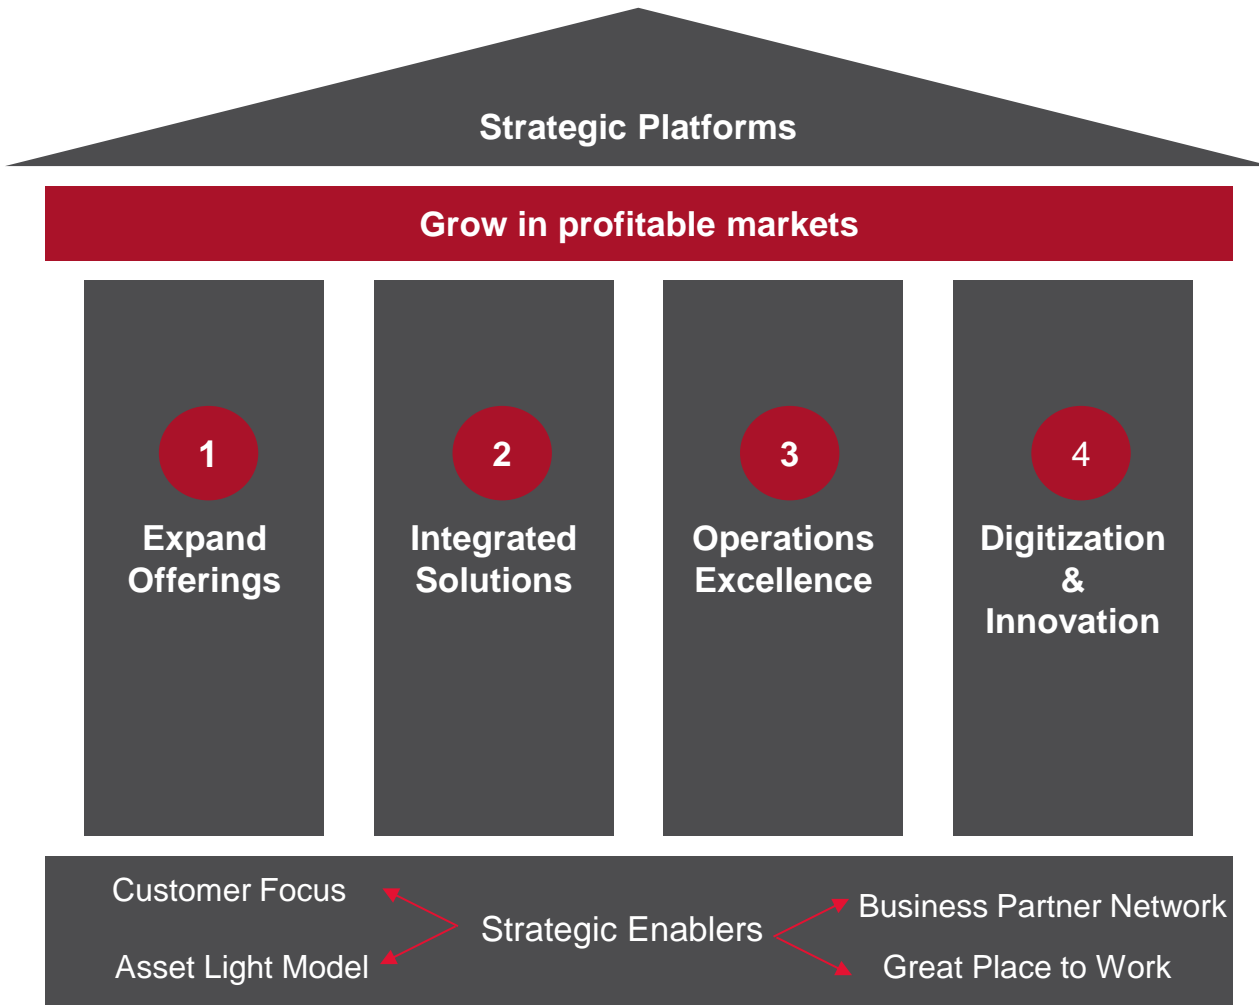 Strategic Platforms
Grow in profitable markets
1
Expand
Offerings
2
Integrated
Solutions
3
Operations
Excellence
4
Digitization
&
Innovation
Customer Focus
Asset Light Model
Strategic Enablers
Business Partner Network
Great Place to Work